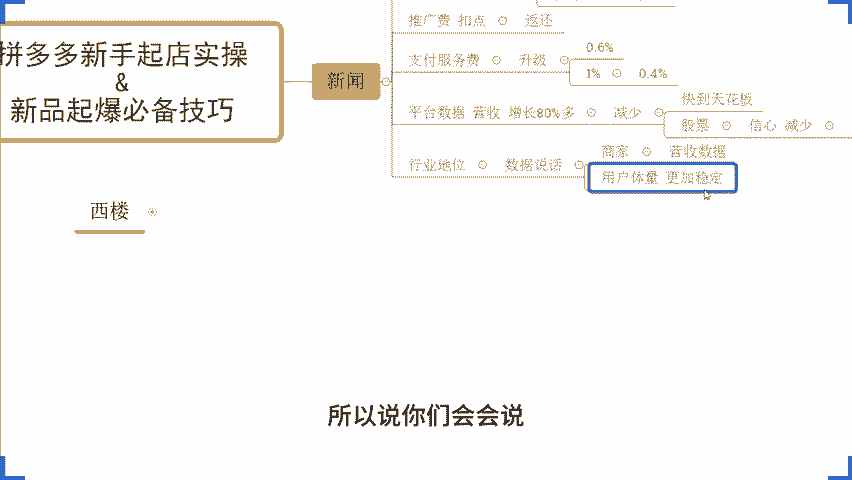 推广费 扣点 返还
拼多多新手起店实操
&
新品起爆必备技巧
新闻
支付服务费 升级 0.6%
1% 0.4%
平台数据 营收 增长80%多 减少 快到天花板
股票 信心 减少
行业地位 数据说话 商家 营收数据
用户体量 更加稳定
西楼
所以说你们会会说